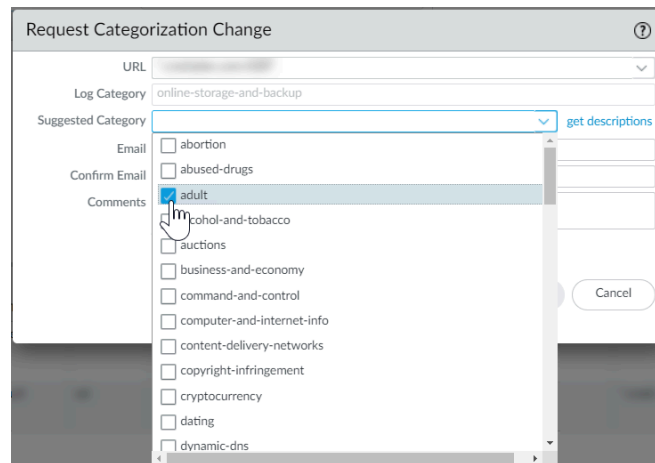 Request Categorization Change
URL
Log Category online-storage-and-backup
Suggested Category get descriptions
Email
Confirm Email
Comments
abortion
abused-drugs
adult
cohol-and-tobacco
auctions
business-and-economy
command-and-control
computer-and-internet-info
content-delivery-networks
copyright-infringement
cryptocurrency
dating
dynamic-dns
Cancel